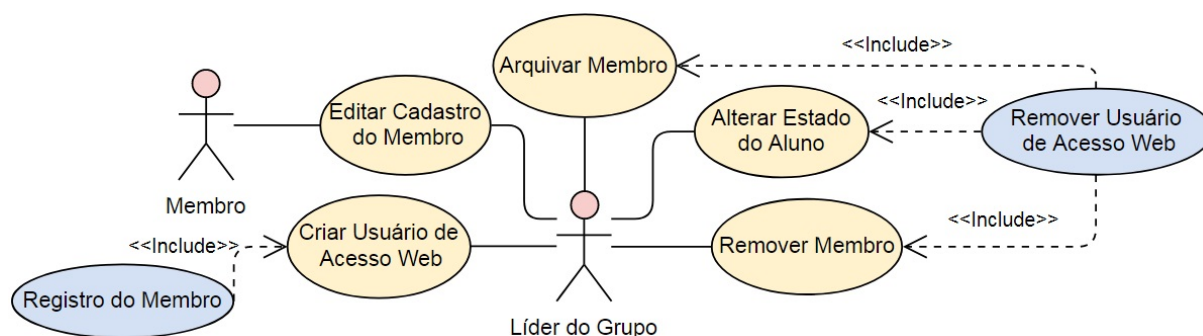 <<Include>>
Arquivar Membro
Editar Cadastro
do Membro
Alterar Estado
do Aluno
<<Include>>
Remover Usuário
de Acesso Web
Membro
<<Include>>
Criar Usuário de
Acesso Web
Remover Membro
<<Include>>
Registro do Membro
Líder do Grupo